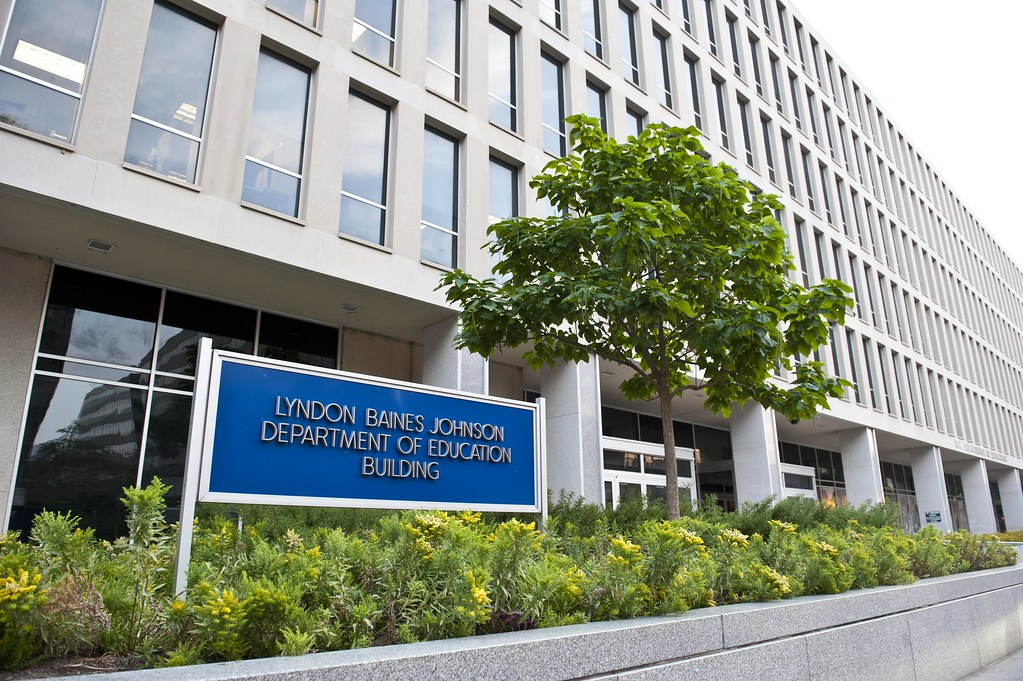 LYNDON BAINES JOHNSON
DEPARTMENT OF EDUCATION
BUILDING